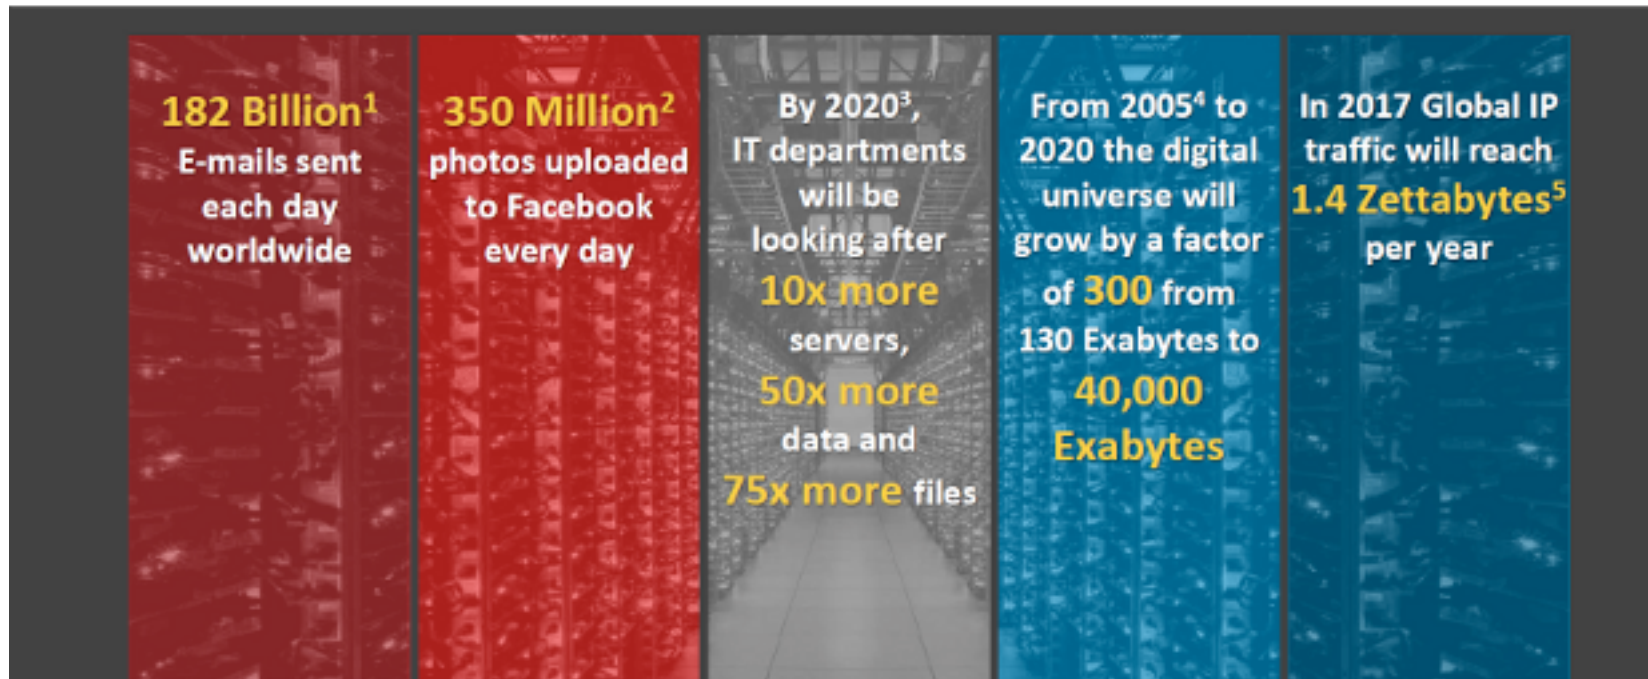 182 Billion¹
E-mails sent
each day
worldwide
350 Million²
photos uploaded
to Facebook
every day
By 2020³,
IT departments
will be
looking after
10x more
servers,
50x more
data and
75x more files
From 2005⁴ to
2020 the digital
universe will
grow by a factor
of 300 from
130 Exabytes to
40,000
Exabytes
In 2017 Global IP
traffic will reach
1.4 Zettabytes⁵
per year